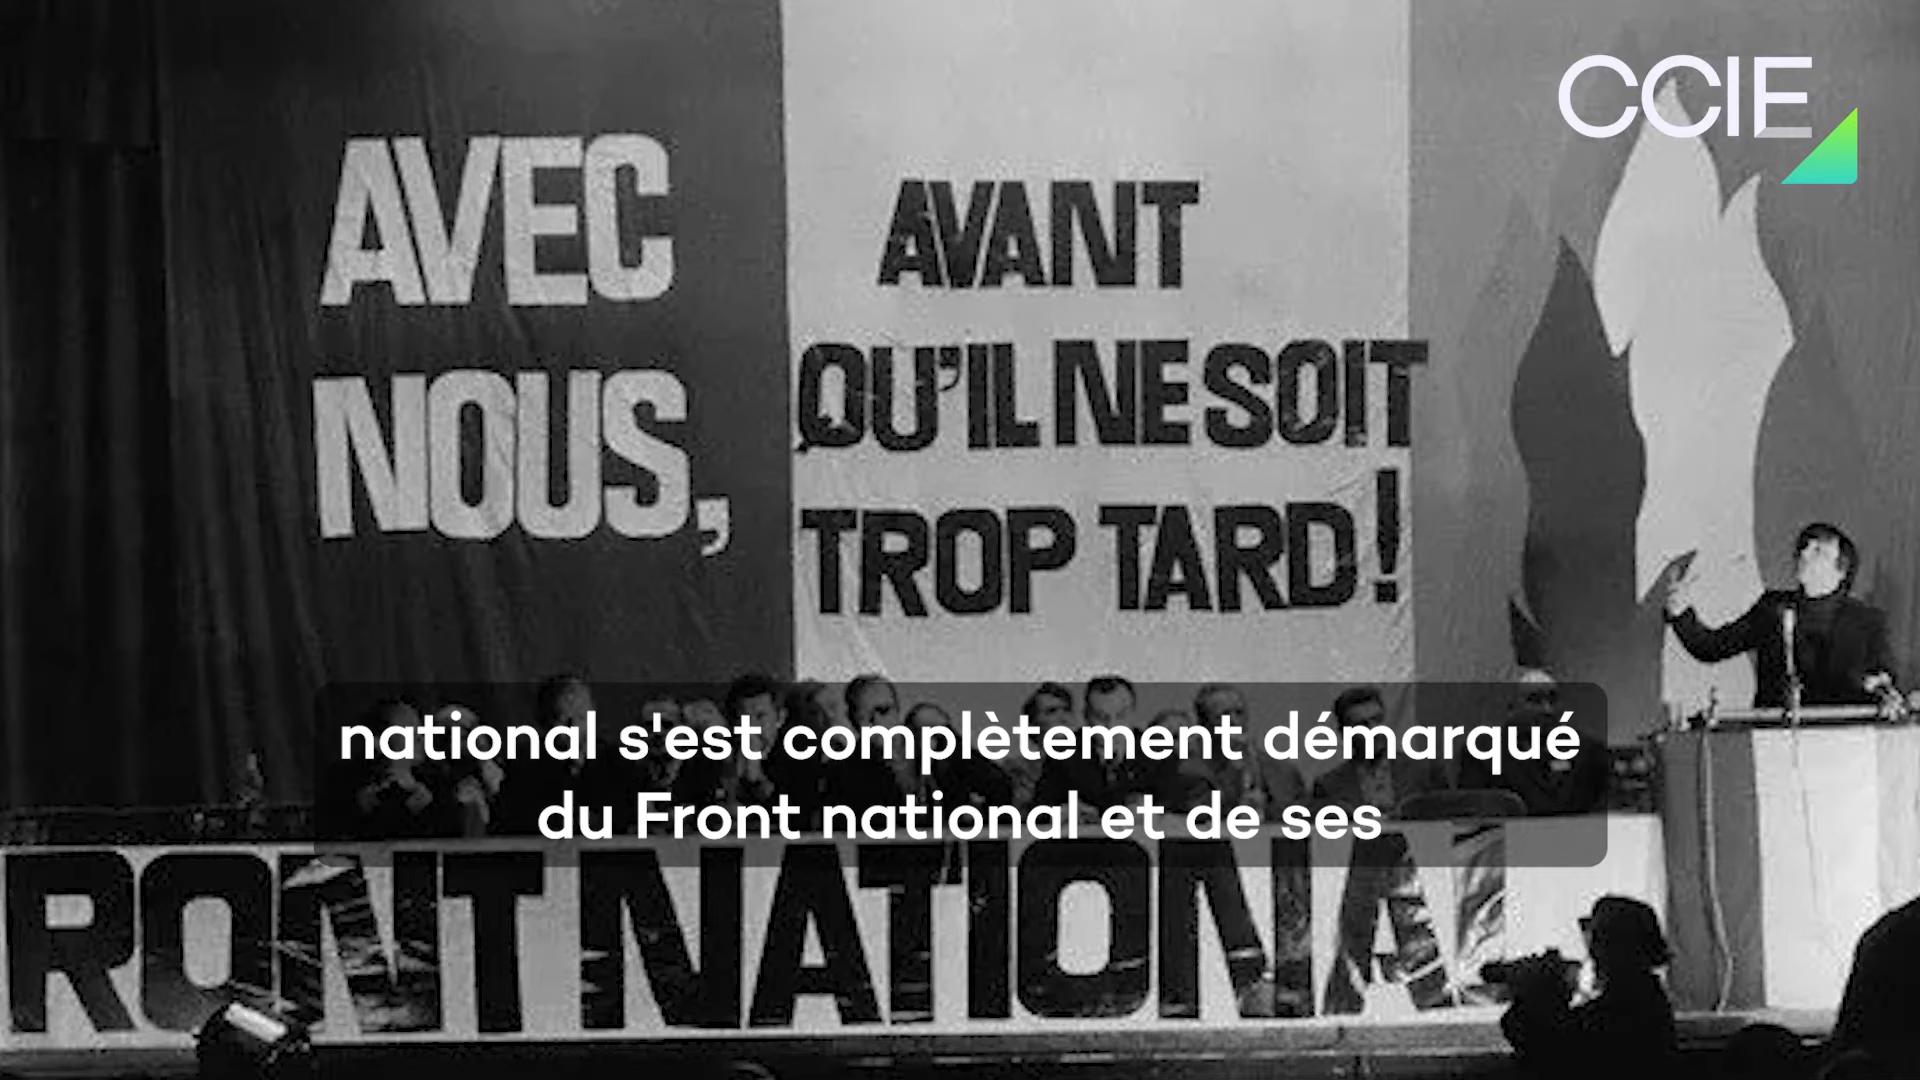 CCIE
AVEC
NOUS,
AVANT
QU'IL NE SOIT
TROP TARD !
national s'est complètement démarqué
du Front national et de ses
RONT NATIONA